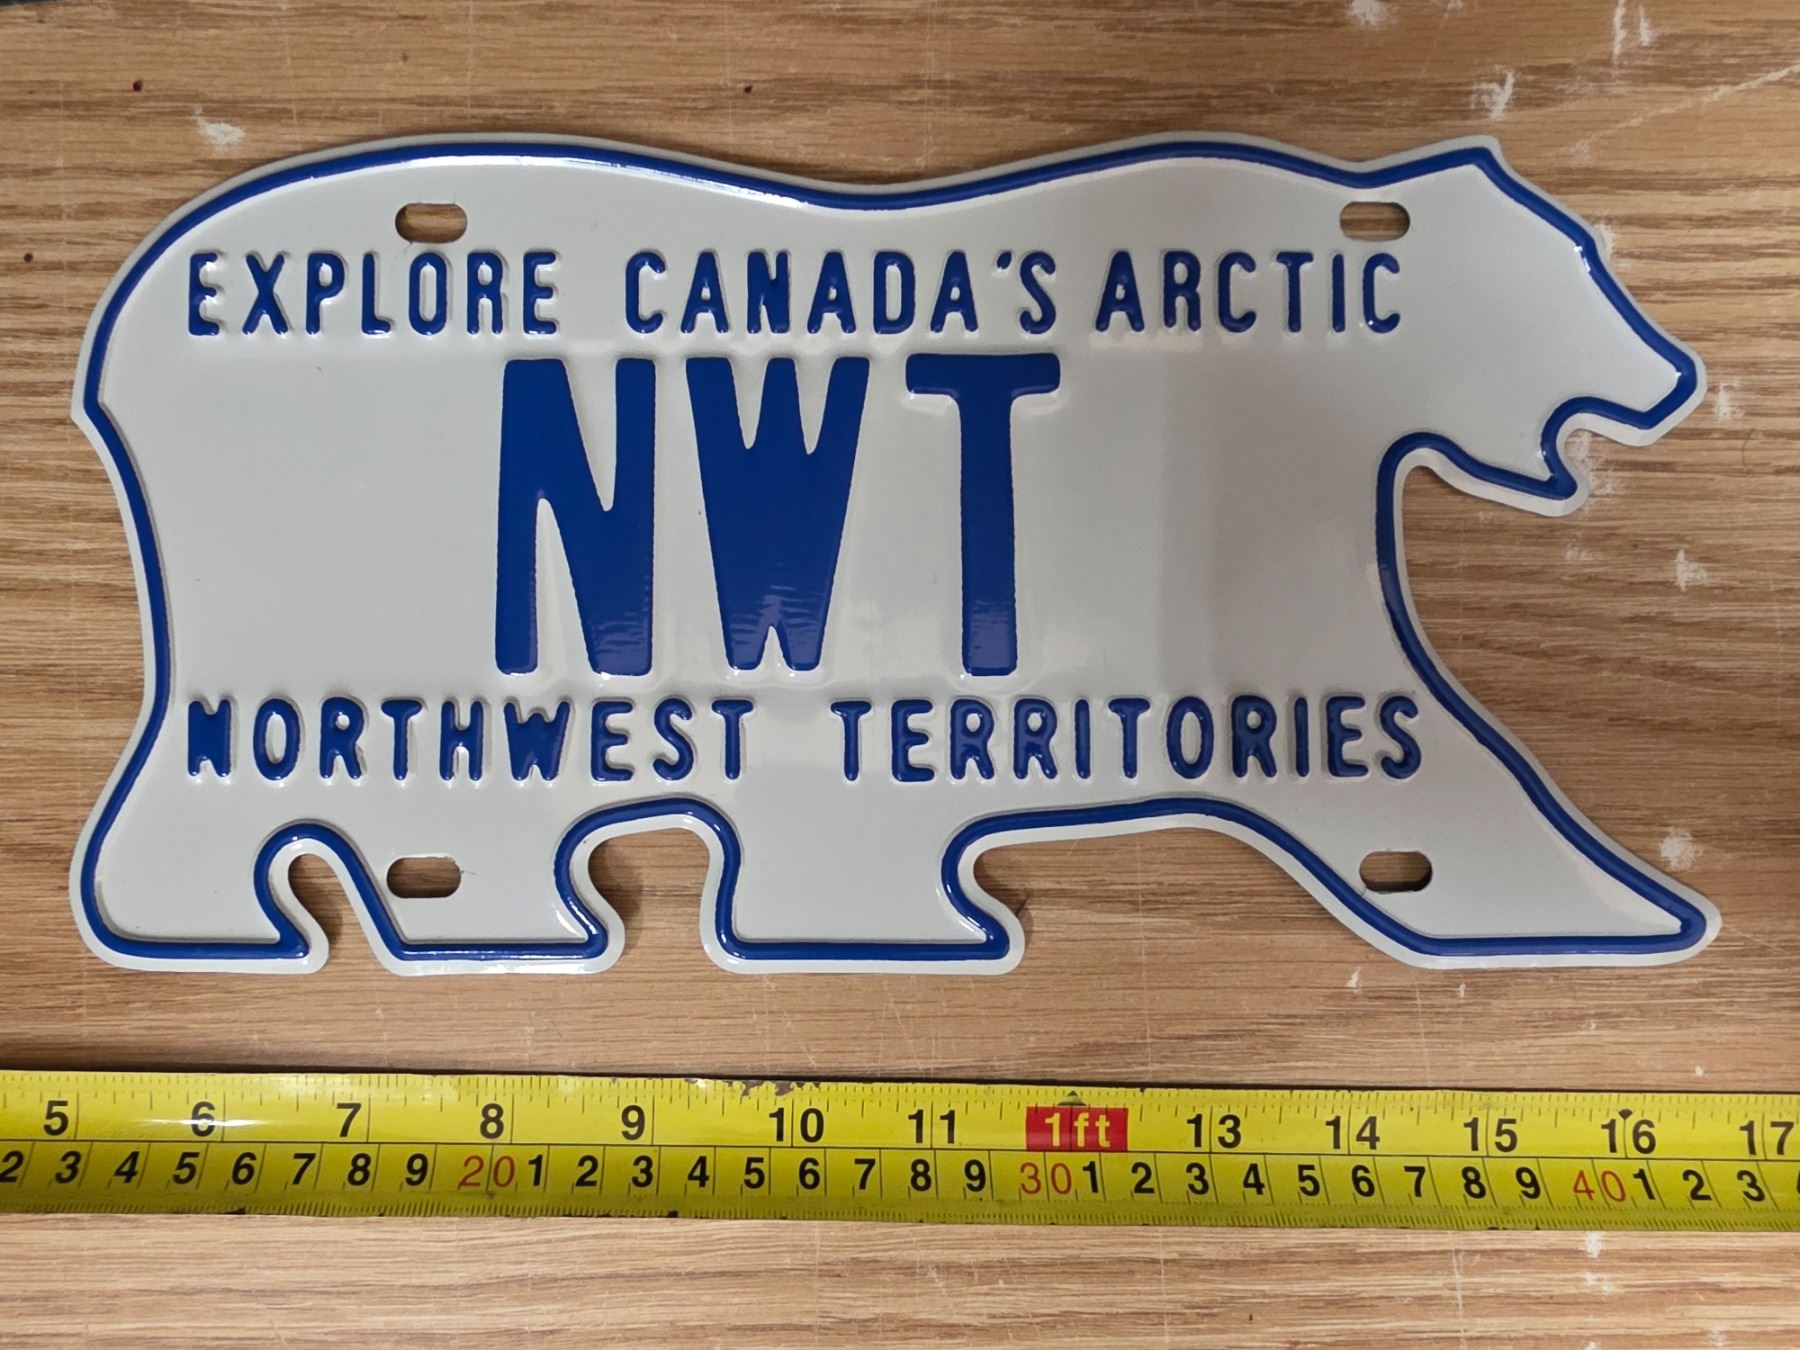 EXPLORE CANADA'S ARCTIC
NWT
NORTHWEST TERRITORIES
5 6 7 8 9 10 11 1ft 13 14 15 16 17
2 3 4 5 6 7 8 9 20 1 2 3 4 5 6 7 8 9 30 1 2 3 4 5 6 7 8 9 40 1 2 3